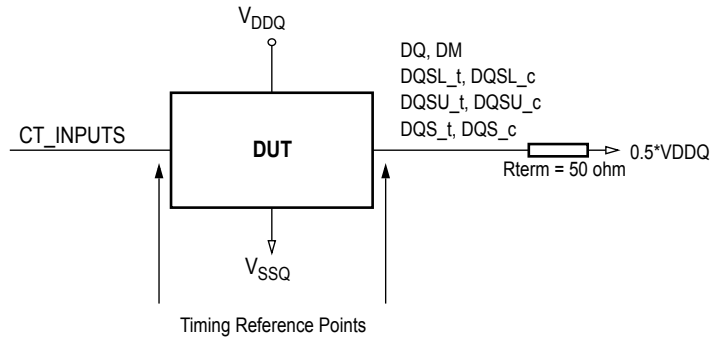 VDDQ
DQ, DM
DQSL_t, DQSL_c
DQSU_t, DQSU_c
DQS_t, DQS_c
CT_INPUTS
DUT
0.5*VDDQ
Rterm = 50 ohm
VSSQ
Timing Reference Points